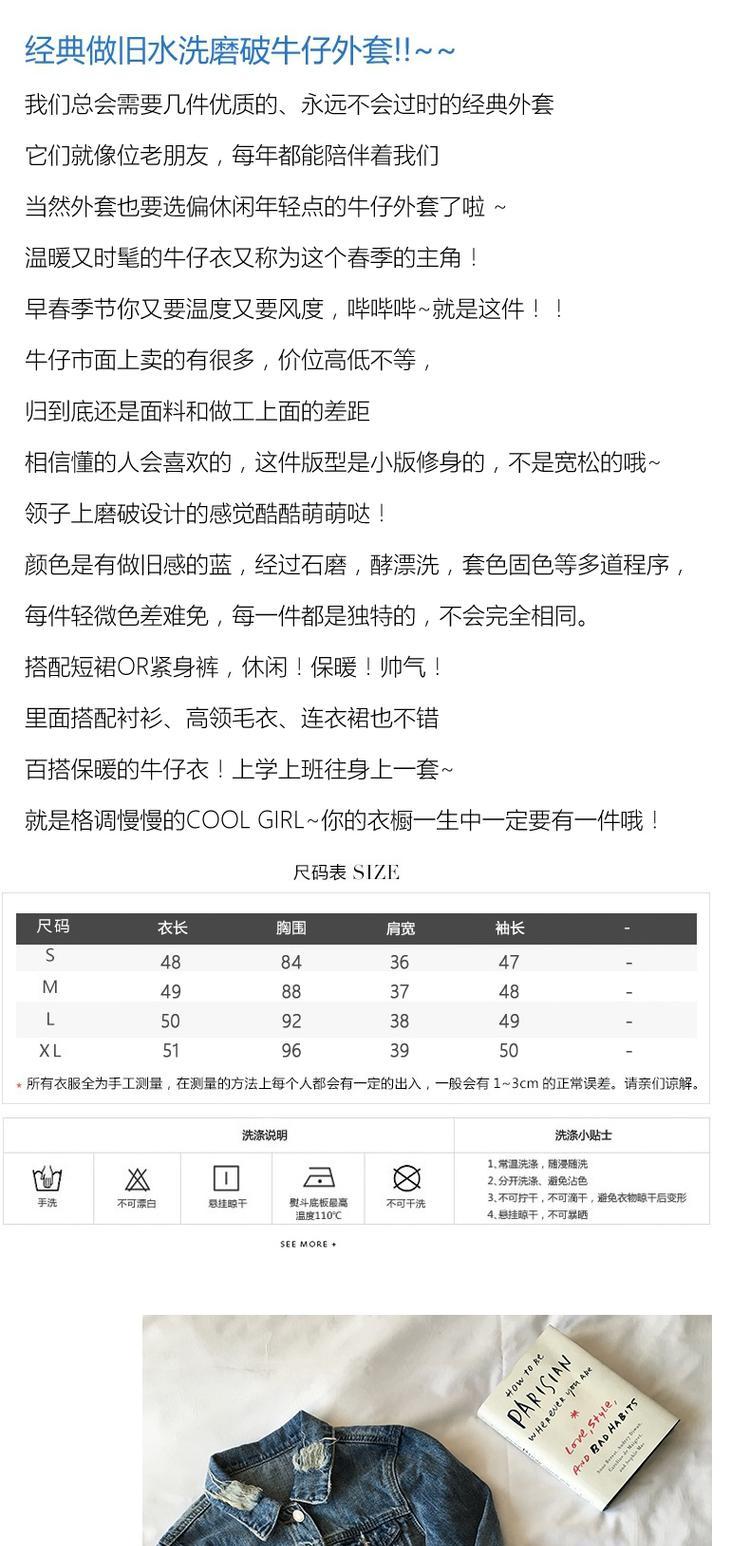 经典做旧水洗磨破牛仔外套!!~~
我们总会需要几件优质的、永远不会过时的经典外套
它们就像位老朋友，每年都能陪伴着我们
当然外套也要选偏休闲年轻点的牛仔外套了啦 ~
温暖又时髦的牛仔衣又称为这个春季的主角！
早春季节你又要温度又要风度，哔哔哔~就是这件！！
牛仔市面上卖的有很多，价位高低不等，
归到底还是面料和做工上面的差距
相信懂的人会喜欢的，这件版型是小版修身的，不是宽松的哦~
领子上磨破设计的感觉酷酷萌萌哒！
颜色是有做旧感的蓝，经过石磨，酵漂洗，套色固色等多道程序，
每件轻微色差难免，每一件都是独特的，不会完全相同。
搭配短裙OR紧身裤，休闲！保暖！帅气！
里面搭配衬衫、高领毛衣、连衣裙也不错
百搭保暖的牛仔衣！上学上班往身上一套~
就是格调慢慢的COOL GIRL~你的衣橱一生中一定要有一件哦！
尺码表 SIZE
尺码 衣长 胸围 肩宽 袖长 -
S 48 84 36 47 -
M 49 88 37 48 -
L 50 92 38 49 -
XL 51 96 39 50 -
* 所有衣服全为手工测量，在测量的方法上每个人都会有一定的出入，一般会有 1~3cm 的正常误差。请亲们谅解。
洗涤说明
手洗
不可漂白
悬挂晾干
熨斗底板最高
温度110℃
不可干洗
洗涤小贴士
1、常温洗涤，随浸随洗
2、分开洗涤、避免沾色
3、不可拧干，不可滴干，避免衣物晾干后变形
4、悬挂晾干，不可暴晒
SEE MORE +
HOW TO BE
PARISIAN
WHEREVER YOU ARE
Love, Style,
AND BAD HABITS